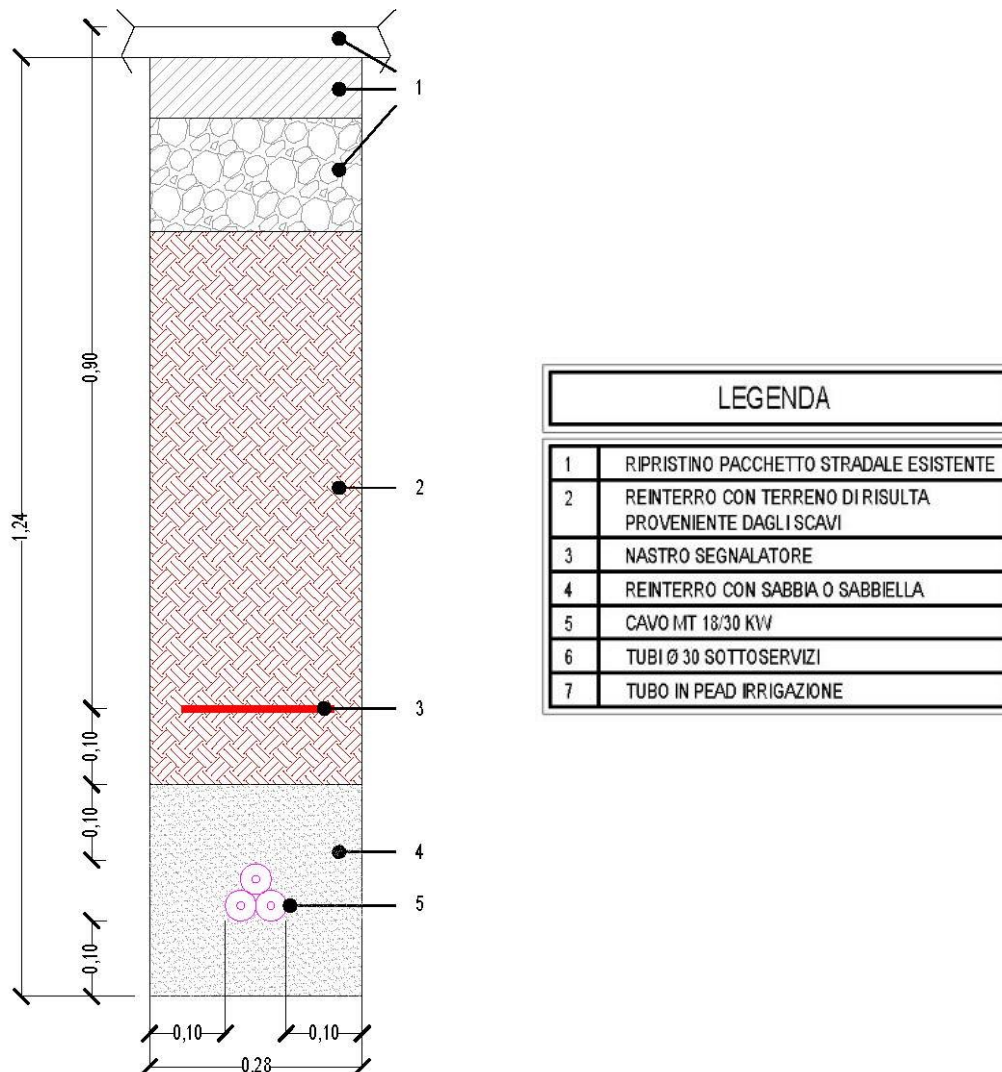 1
0,90
1,24
2
3
0,10
0,10
4
5
0,10
0,10
0,10
0,28
LEGENDA
1 RIPRISTINO PACCHETTO STRADALE ESISTENTE
2 REINTERRO CON TERRENO DI RISULTA
PROVENIENTE DAGLI SCAVI
3 NASTRO SEGNALATORE
4 REINTERRO CON SABBIA O SABBIELLA
5 CAVO MT 18/30 KW
6 TUBI Ø 30 SOTTOSERVIZI
7 TUBO IN PEAD IRRIGAZIONE